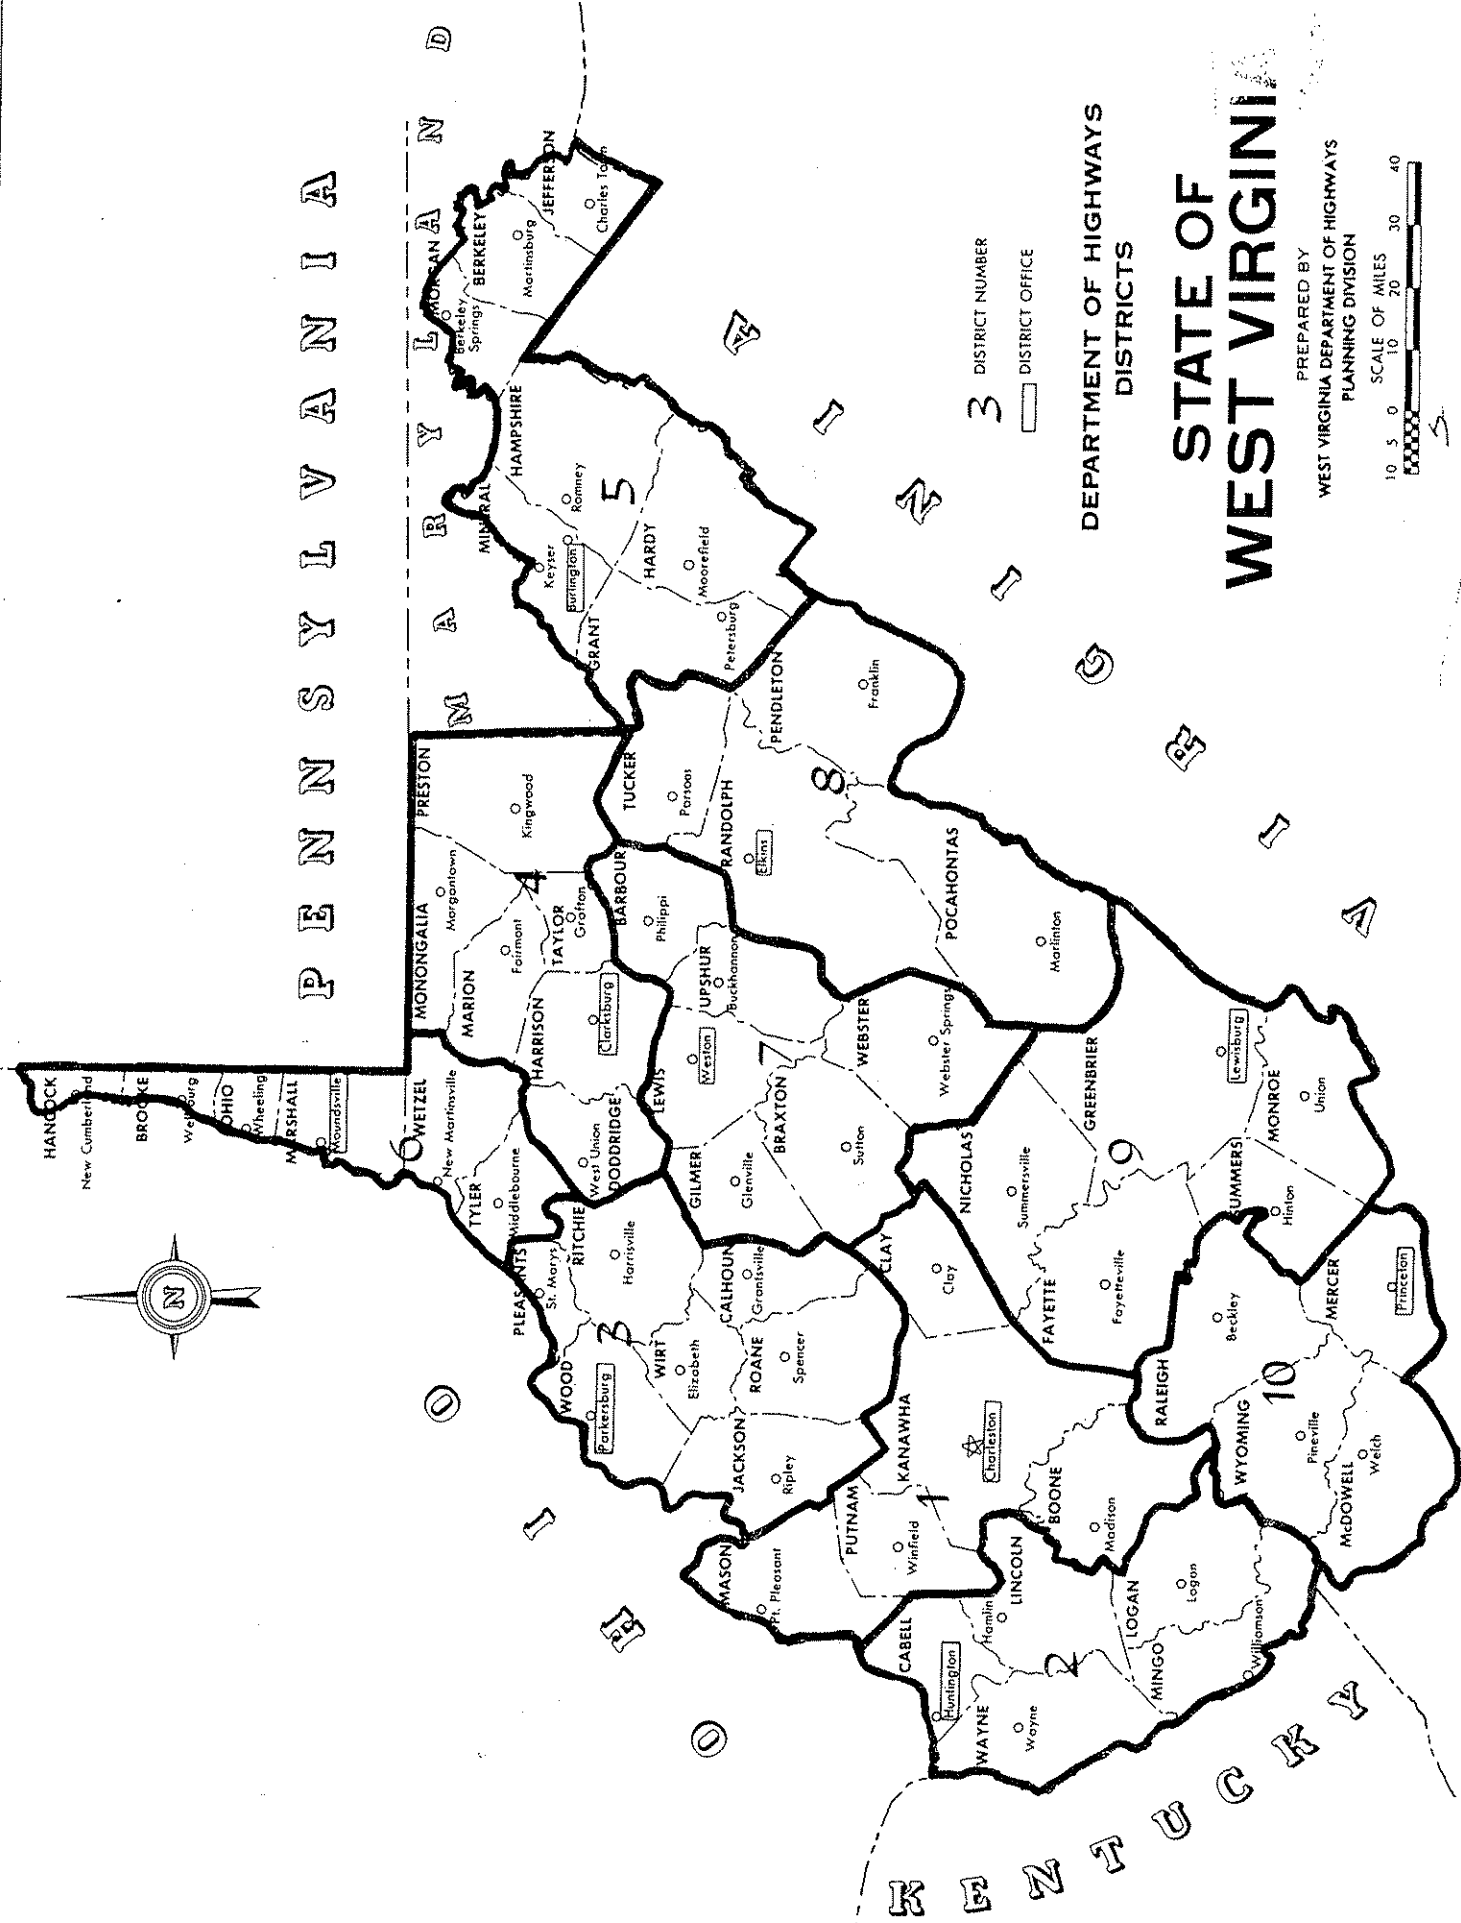 PENNSYLVANIA
MARYLAND
OHIO
KENTUCKY
VIRGINIA
N
HANCOCK
New Cumberland
BROOKE
Wellsburg
OHIO
Wheeling
MARSHALL
Moundsville
6
WETZEL
New Martinsville
TYLER
Middlebourne
PLEASANTS
St. Marys
RITCHIE
Harrisville
WOOD
Parkersburg
3
WIRT
Elizabeth
CALHOUN
Grantsville
ROANE
Spencer
JACKSON
Ripley
MONONGALIA
Morgantown
PRESTON
Kingwood
MARION
Fairmont
4
TAYLOR
Grafton
HARRISON
Clarksburg
DODDRIDGE
West Union
BARBOUR
Philippi
UPSHUR
Buckhannon
LEWIS
Weston
7
GILMER
Glenville
BRAXTON
Sutton
WEBSTER
Webster Springs
TUCKER
Parsons
RANDOLPH
Elkins
8
PENDLETON
Franklin
POCAHONTAS
Marlinton
MORGAN
Berkeley
Springs
BERKELEY
Martinsburg
JEFFERSON
Charles Town
HAMPSHIRE
Romney
MINERAL
Keyser
Burlington
5
HARDY
Moorefield
GRANT
Petersburg
MASON
Pt. Pleasant
PUTNAM
Winfield
1
KANAWHA
Charleston
CLAY
Clay
BOONE
Madison
CABELL
Huntington
WAYNE
Wayne
2
LINCOLN
Hamlin
LOGAN
Logan
MINGO
Williamson
NICHOLAS
Summersville
FAYETTE
Fayetteville
9
GREENBRIER
Lewisburg
MONROE
Union
SUMMERS
Hinton
RALEIGH
Beckley
10
WYOMING
Pineville
McDOWELL
Welch
MERCER
Princeton
3 DISTRICT NUMBER
DISTRICT OFFICE
DEPARTMENT OF HIGHWAYS
DISTRICTS
STATE OF
WEST VIRGINIA
PREPARED BY
WEST VIRGINIA DEPARTMENT OF HIGHWAYS
PLANNING DIVISION
SCALE OF MILES
10 5 0 10 20 30 40